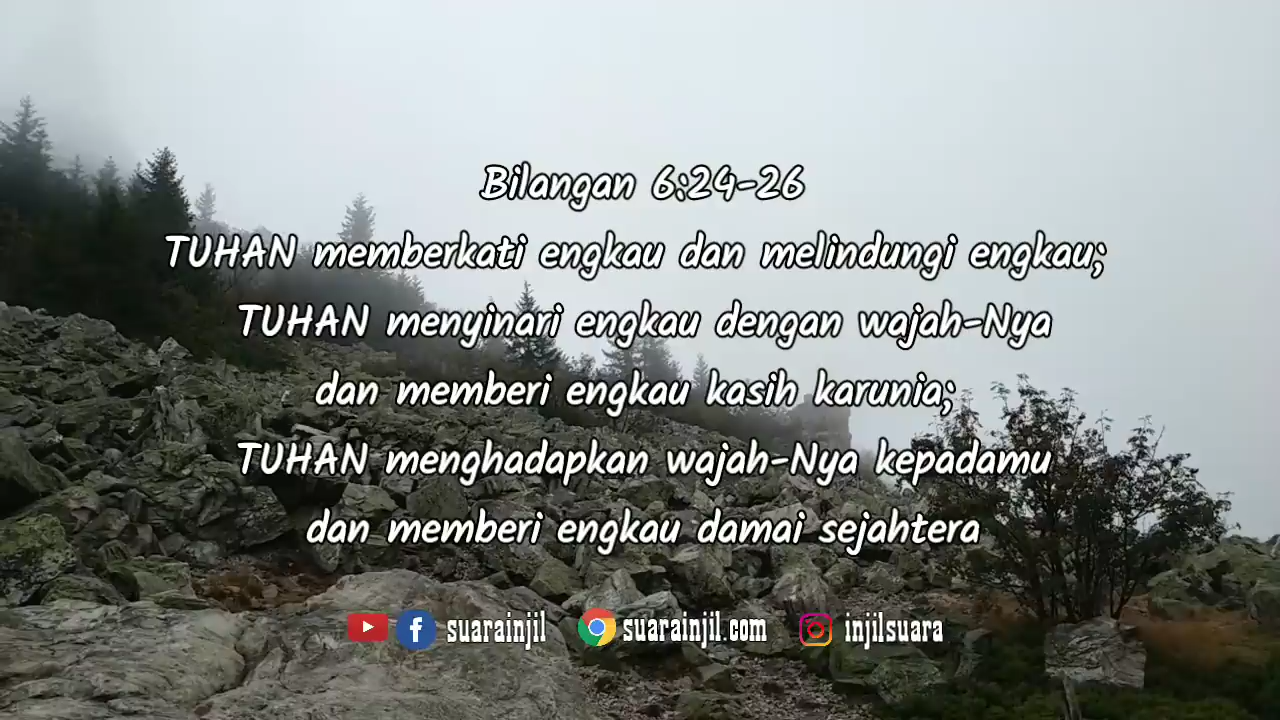 Bilangan 6:24-26
TUHAN memberkati engkau dan melindungi engkau;
TUHAN menyinari engkau dengan wajah-Nya
dan memberi engkau kasih karunia;
TUHAN menghadapkan wajah-Nya kepadamu
dan memberi engkau damai sejahtera
suarainjil suarainjil.com injilsuara